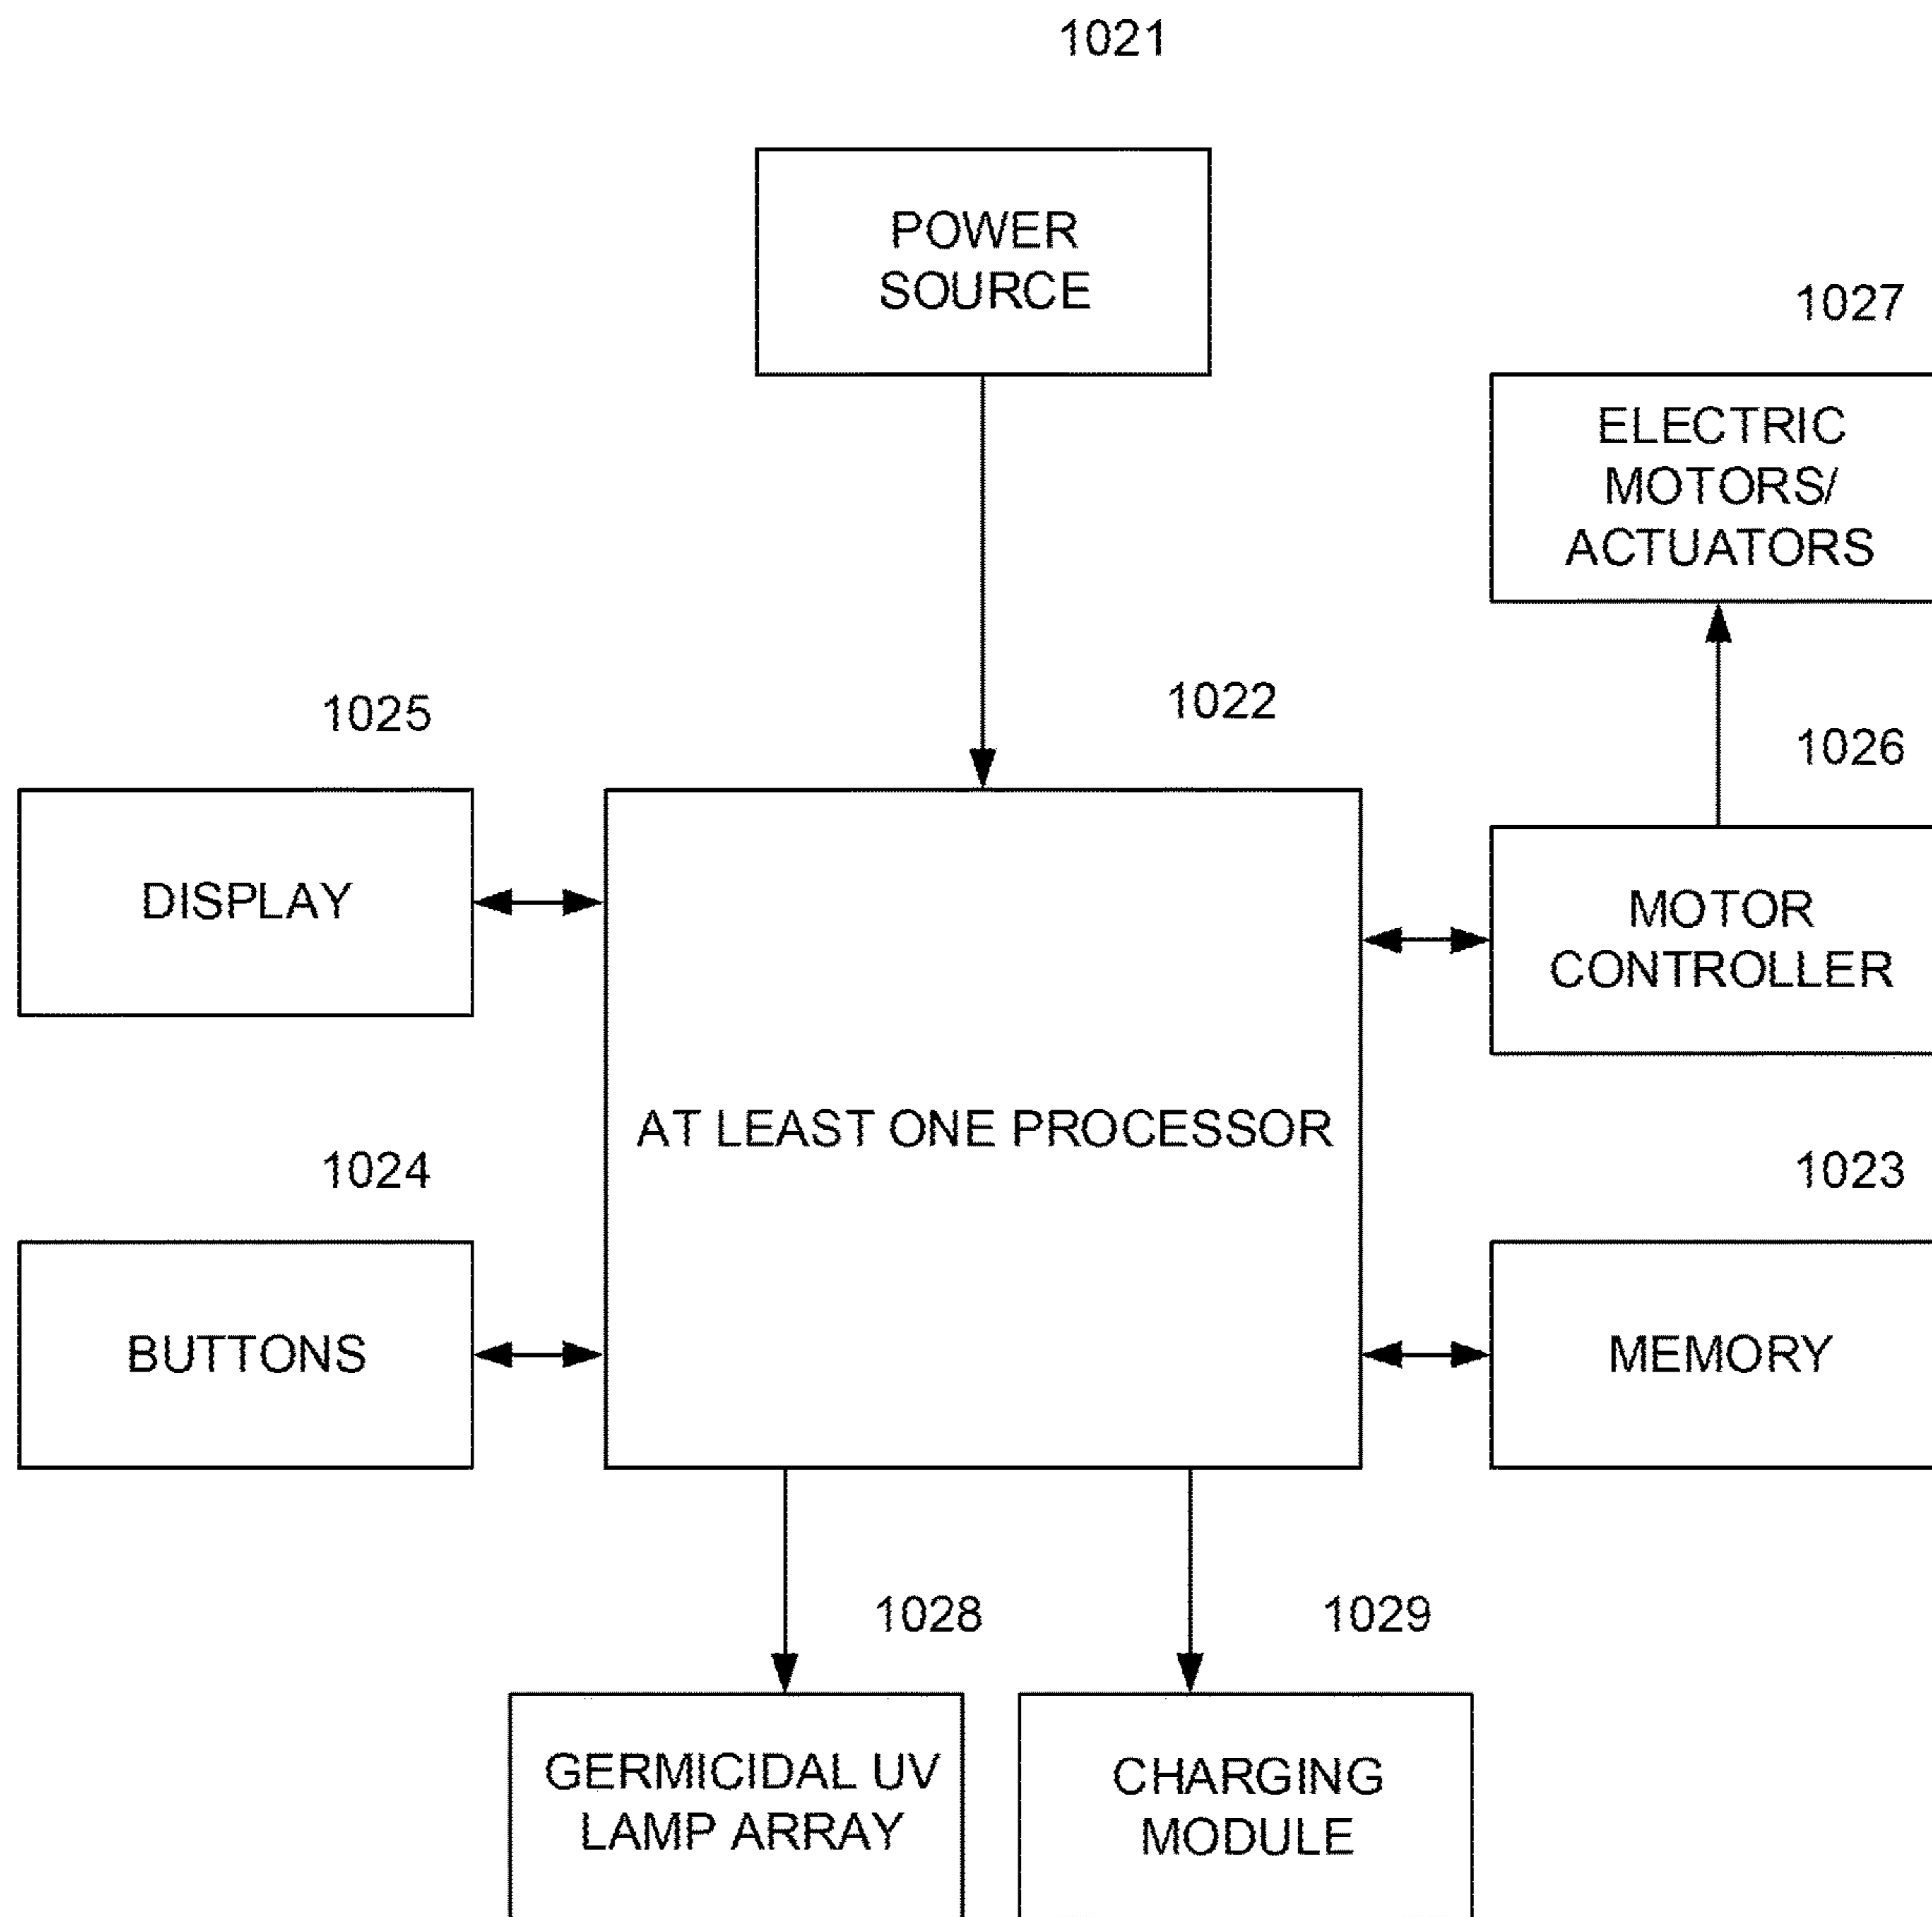 1021
POWER
SOURCE
1027
ELECTRIC
MOTORS/
ACTUATORS
1025
1022
1026
DISPLAY
MOTOR
CONTROLLER
AT LEAST ONE PROCESSOR
1024
1023
BUTTONS
MEMORY
1028
1029
GERMICIDAL UV
LAMP ARRAY
CHARGING
MODULE